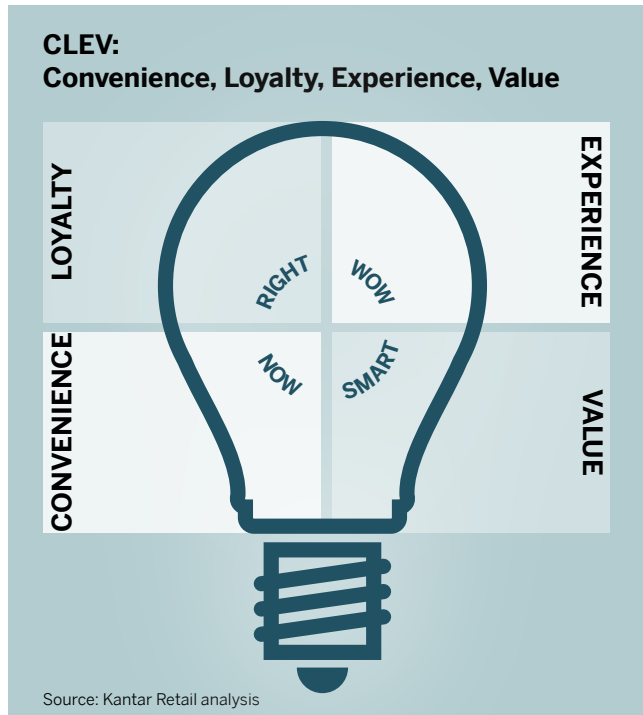 CLEV:
Convenience, Loyalty, Experience, Value
LOYALTY
EXPERIENCE
RIGHT
WOW
CONVENIENCE
NOW
SMART
VALUE
Source: Kantar Retail analysis